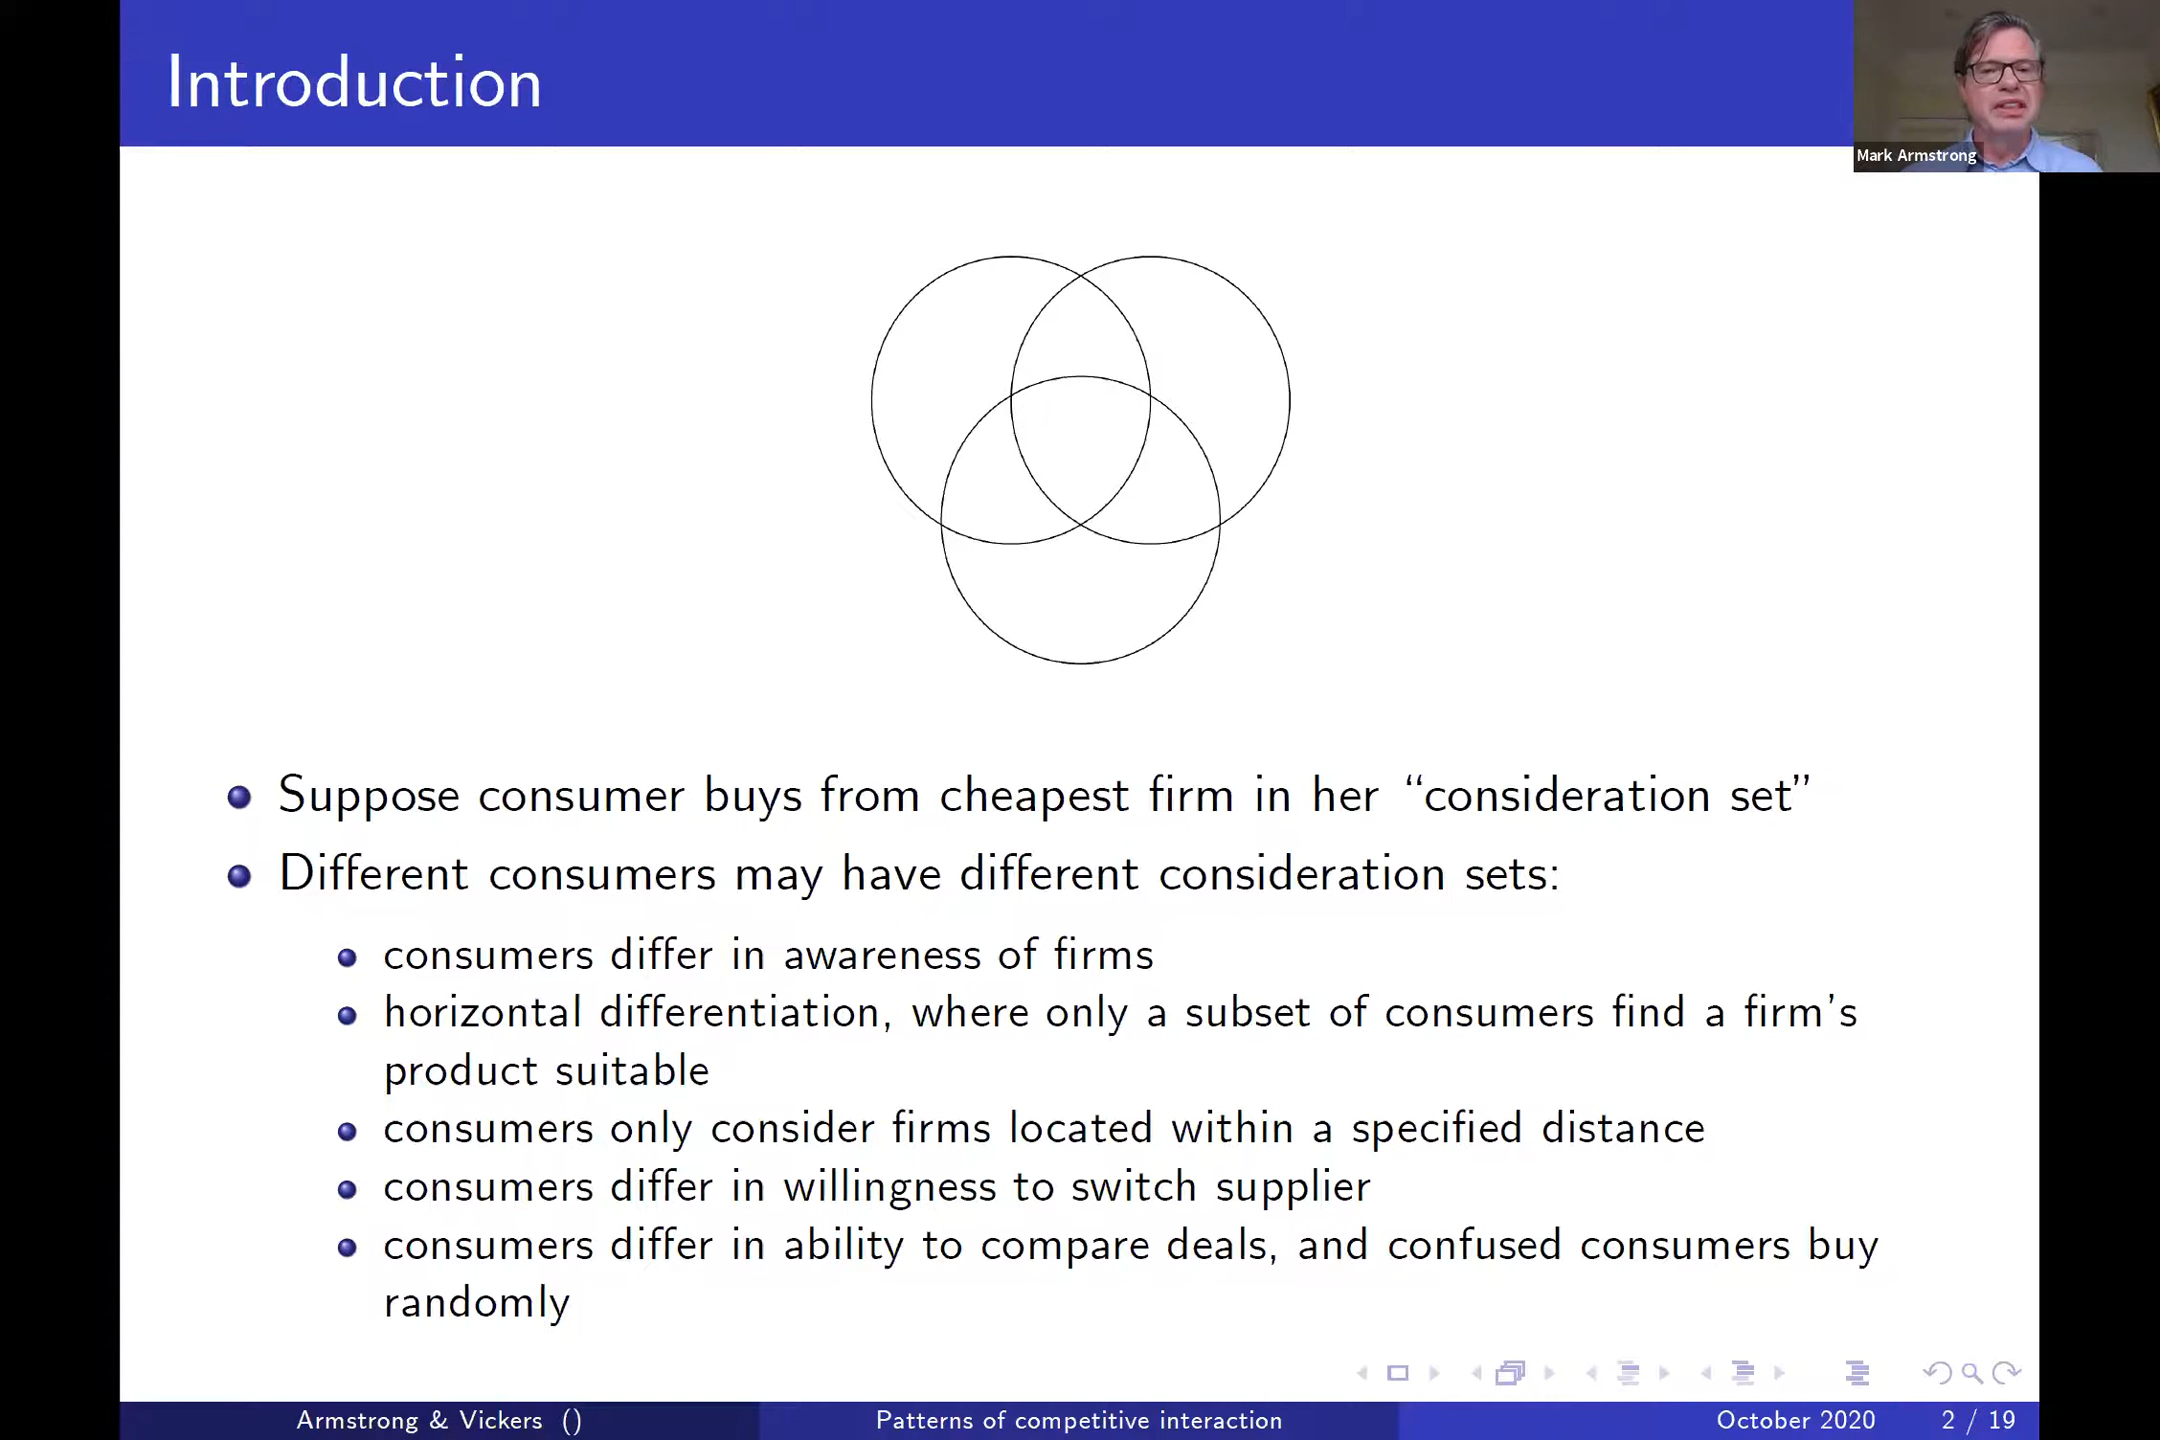 Introduction
Mark Armstrong
Suppose consumer buys from cheapest firm in her “consideration set”
Different consumers may have different consideration sets:
consumers differ in awareness of firms
horizontal differentiation, where only a subset of consumers find a firm’s
product suitable
consumers only consider firms located within a specified distance
consumers differ in willingness to switch supplier
consumers differ in ability to compare deals, and confused consumers buy
randomly
Armstrong & Vickers () Patterns of competitive interaction October 2020 2 / 19